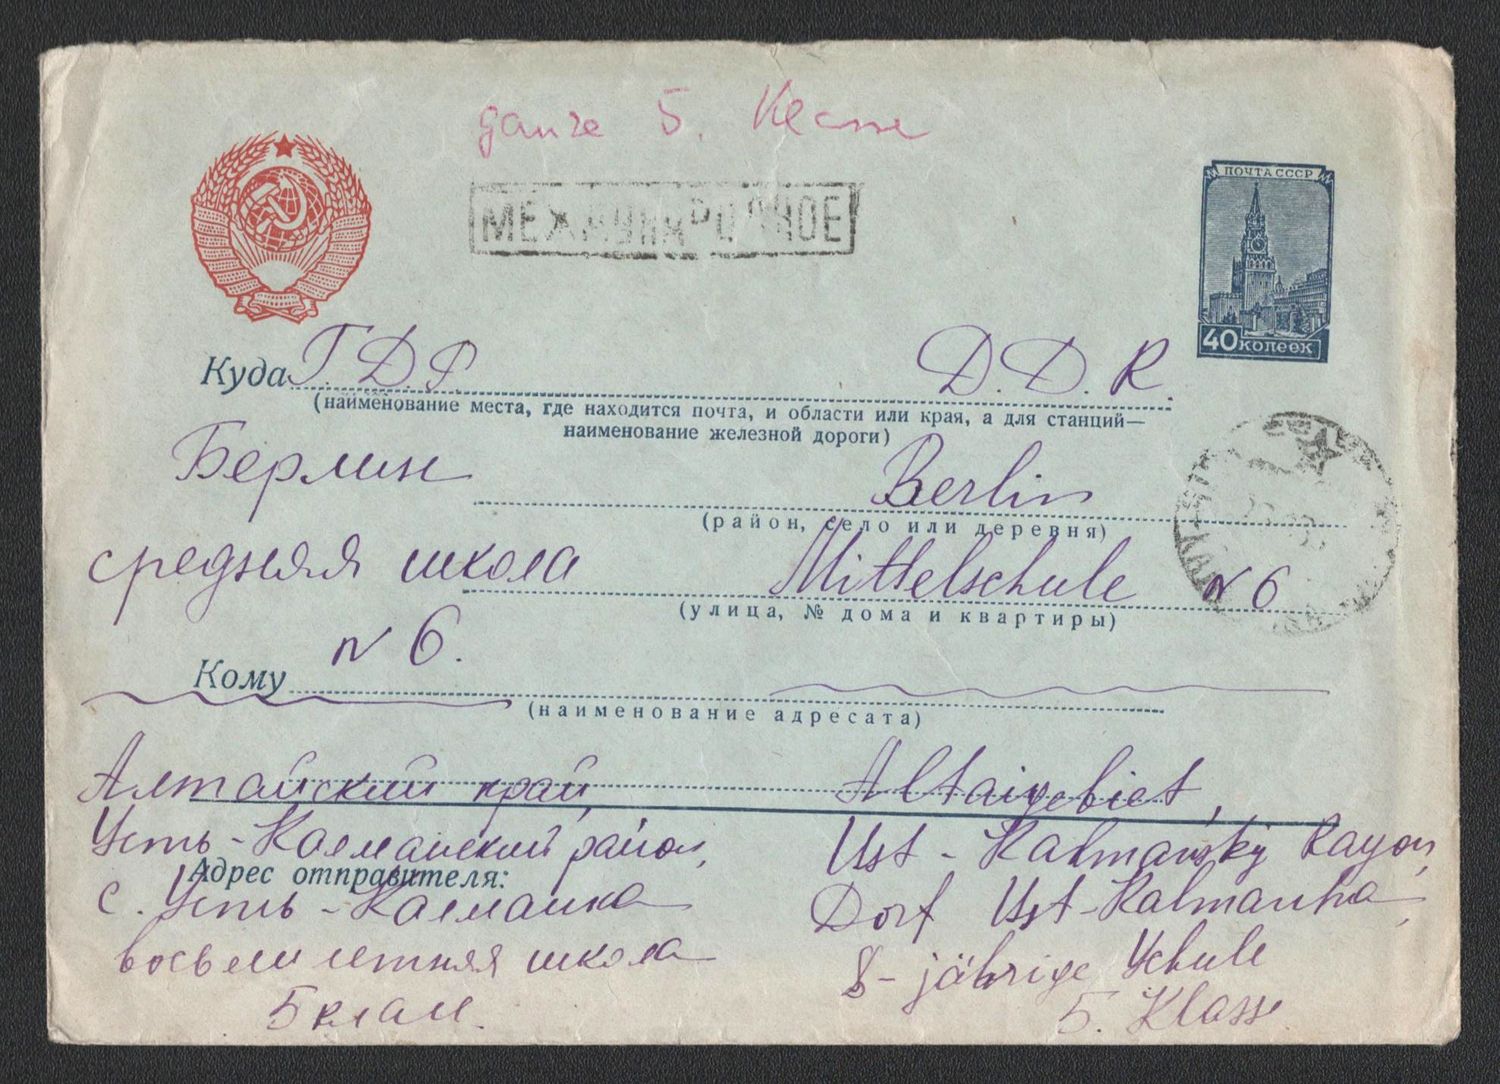 5. Klasse
МЕЖДУНАРОДНОЕ
ПОЧТА СССР
40 копеек
Куда Г.Д.Р. D.D.R.
(наименование места, где находится почта, и области или края, а для станций—
наименование железной дороги)
Берлин Berlin
(район, село или деревня)
средняя школа Mittelschule N 6
(улица, № дома и квартиры)
N 6.
Кому
(наименование адресата)
Алтайский край, Altaigebiet,
Усть-Калманский район, Ust-Kalmansky Rayon,
Адрес отправителя:
с. Усть-Калманка Dorf Ust-Kalmanka,
восьмилетняя школа 8-jährige Schule
5 класс. 5. Klasse